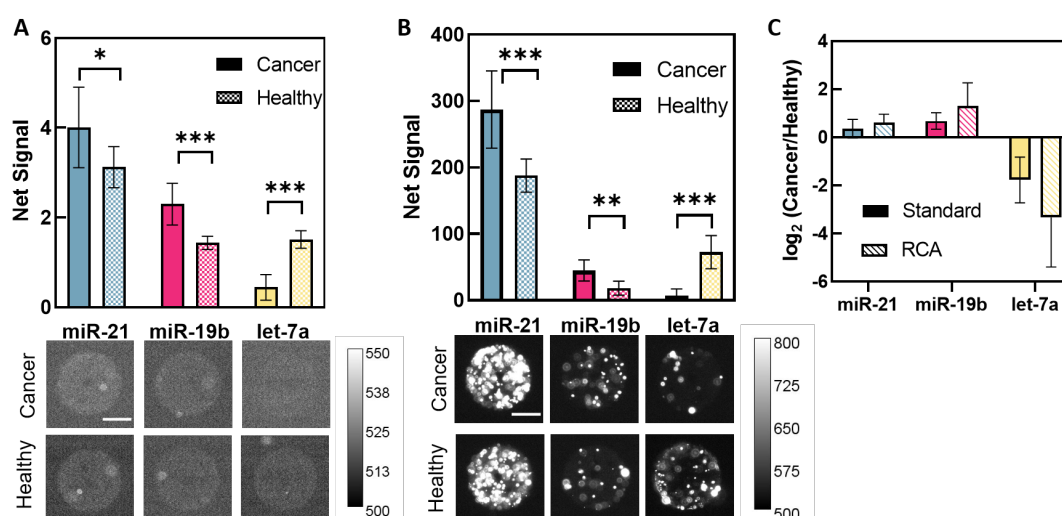 A
6
4
2
0
Net Signal
*
***
***
Cancer
Healthy
miR-21 miR-19b let-7a
Cancer
Healthy
550
538
525
513
500
B
400
300
200
100
0
Net Signal
***
**
***
Cancer
Healthy
miR-21 miR-19b let-7a
Cancer
Healthy
800
725
650
575
500
C
4
2
0
-2
-4
-6
log₂ (Cancer/Healthy)
Standard
RCA
miR-21 miR-19b let-7a